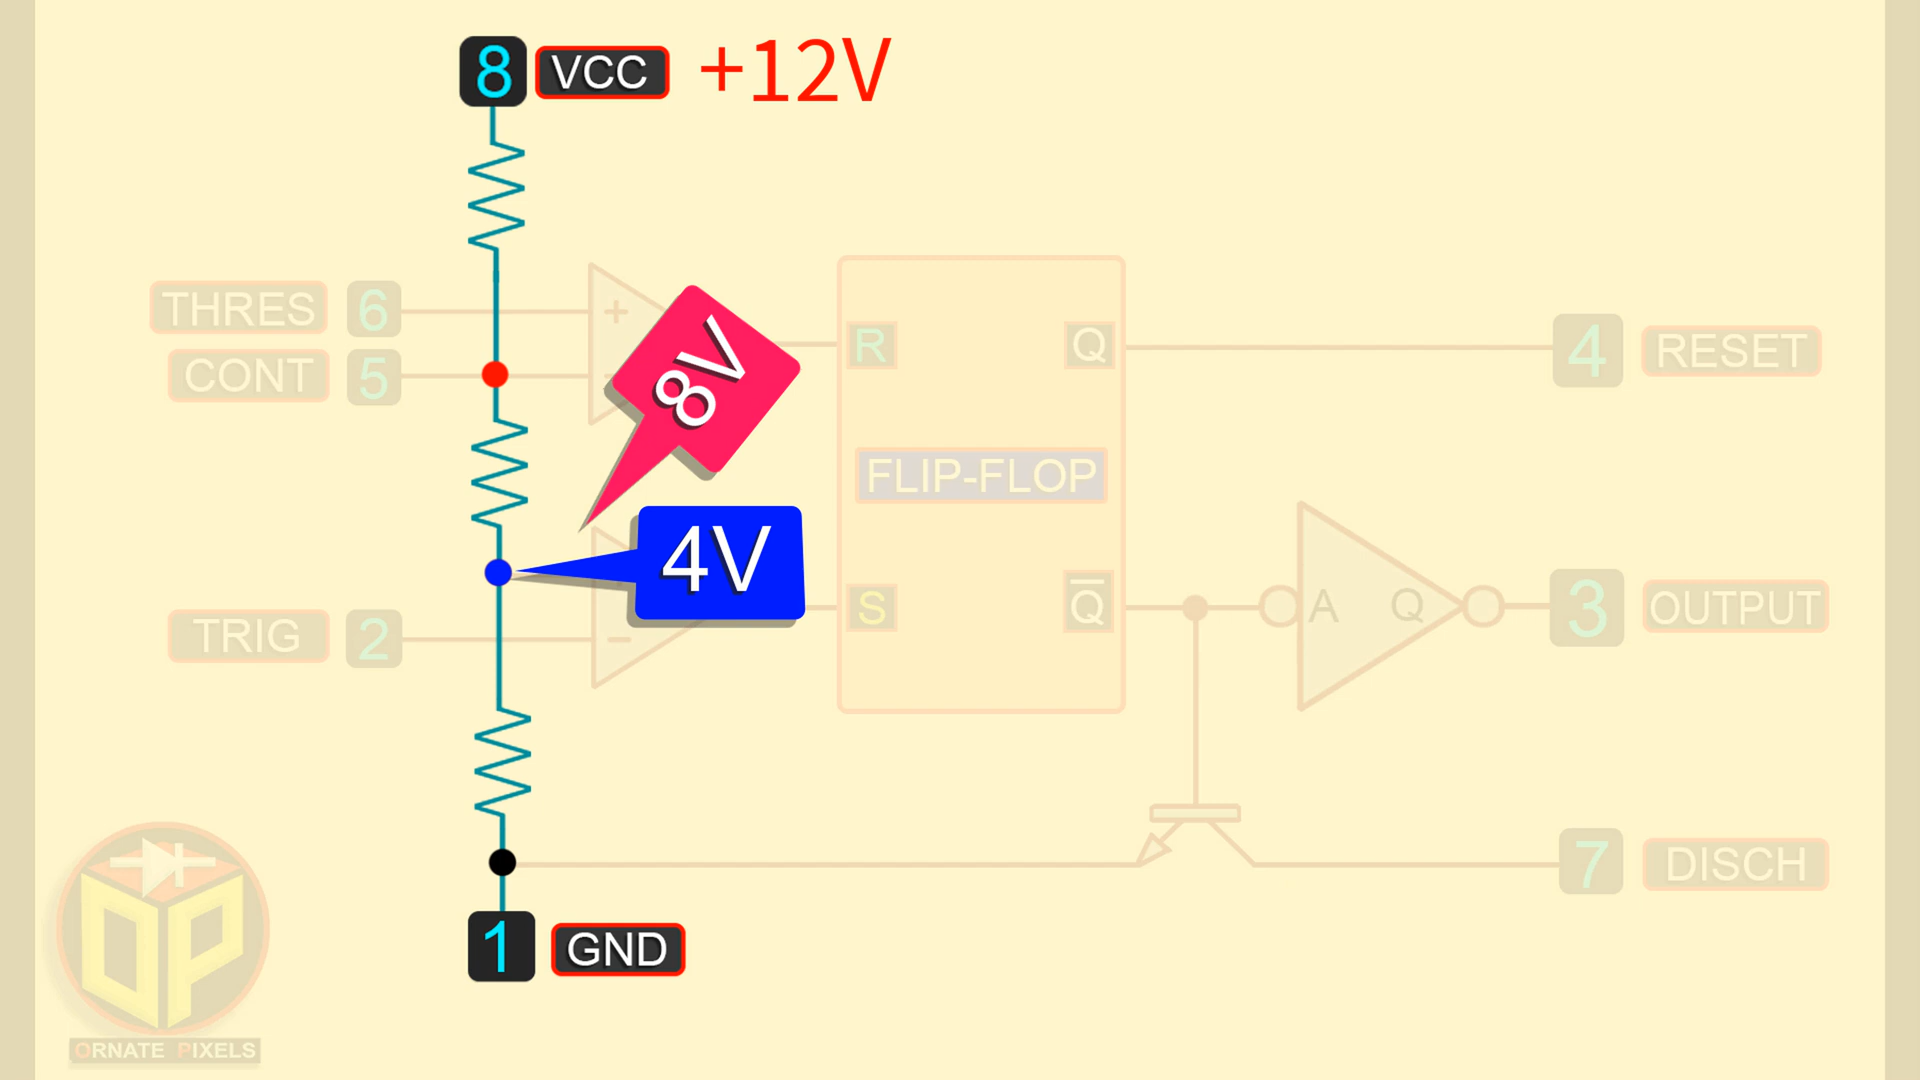 8 VCC +12V
THRES 6 + R Q 4 RESET
CONT 5 - 8V
FLIP-FLOP
4V
TRIG 2 - S Q̅ A Q 3 OUTPUT
7 DISCH
1 GND
OP
ORNATE PIXELS